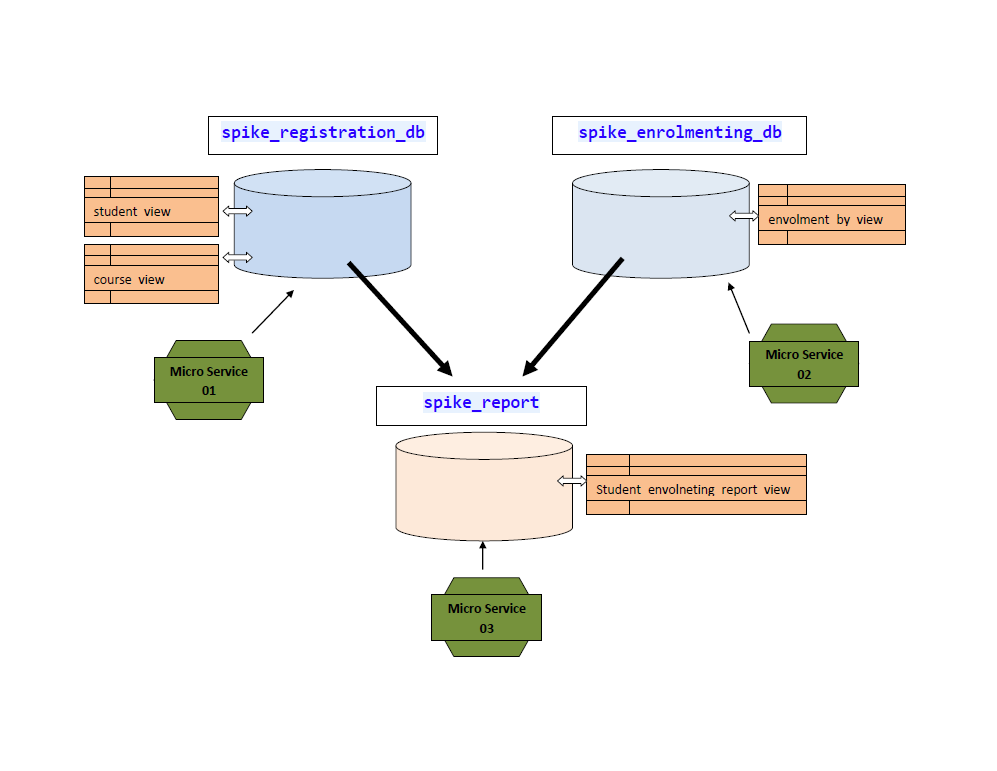 spike_registration_db
spike_enrolmenting_db
student view
envolment by view
course view
Micro Service
01
Micro Service
02
spike_report
Student envolneting report view
Micro Service
03